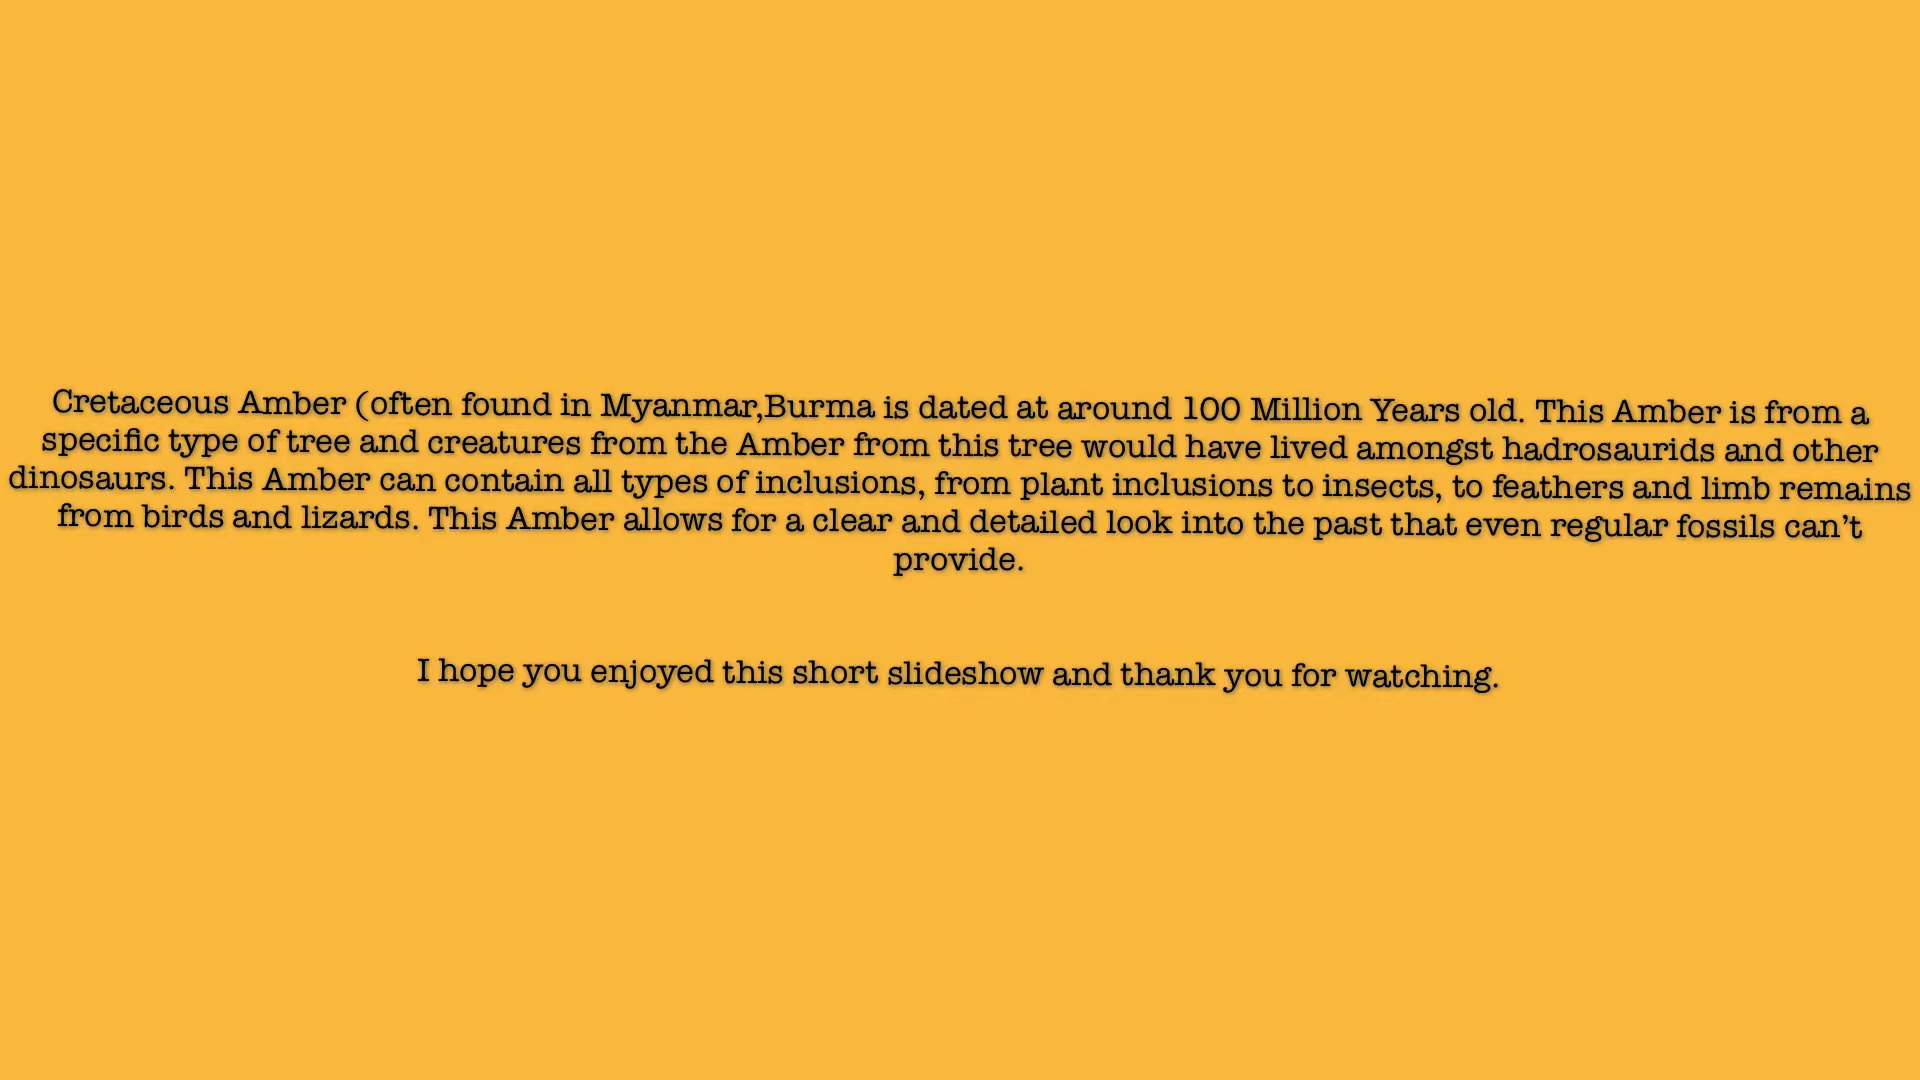 Cretaceous Amber (often found in Myanmar,Burma is dated at around 100 Million Years old. This Amber is from a
specific type of tree and creatures from the Amber from this tree would have lived amongst hadrosaurids and other
dinosaurs. This Amber can contain all types of inclusions, from plant inclusions to insects, to feathers and limb remains
from birds and lizards. This Amber allows for a clear and detailed look into the past that even regular fossils can’t
provide.
I hope you enjoyed this short slideshow and thank you for watching.